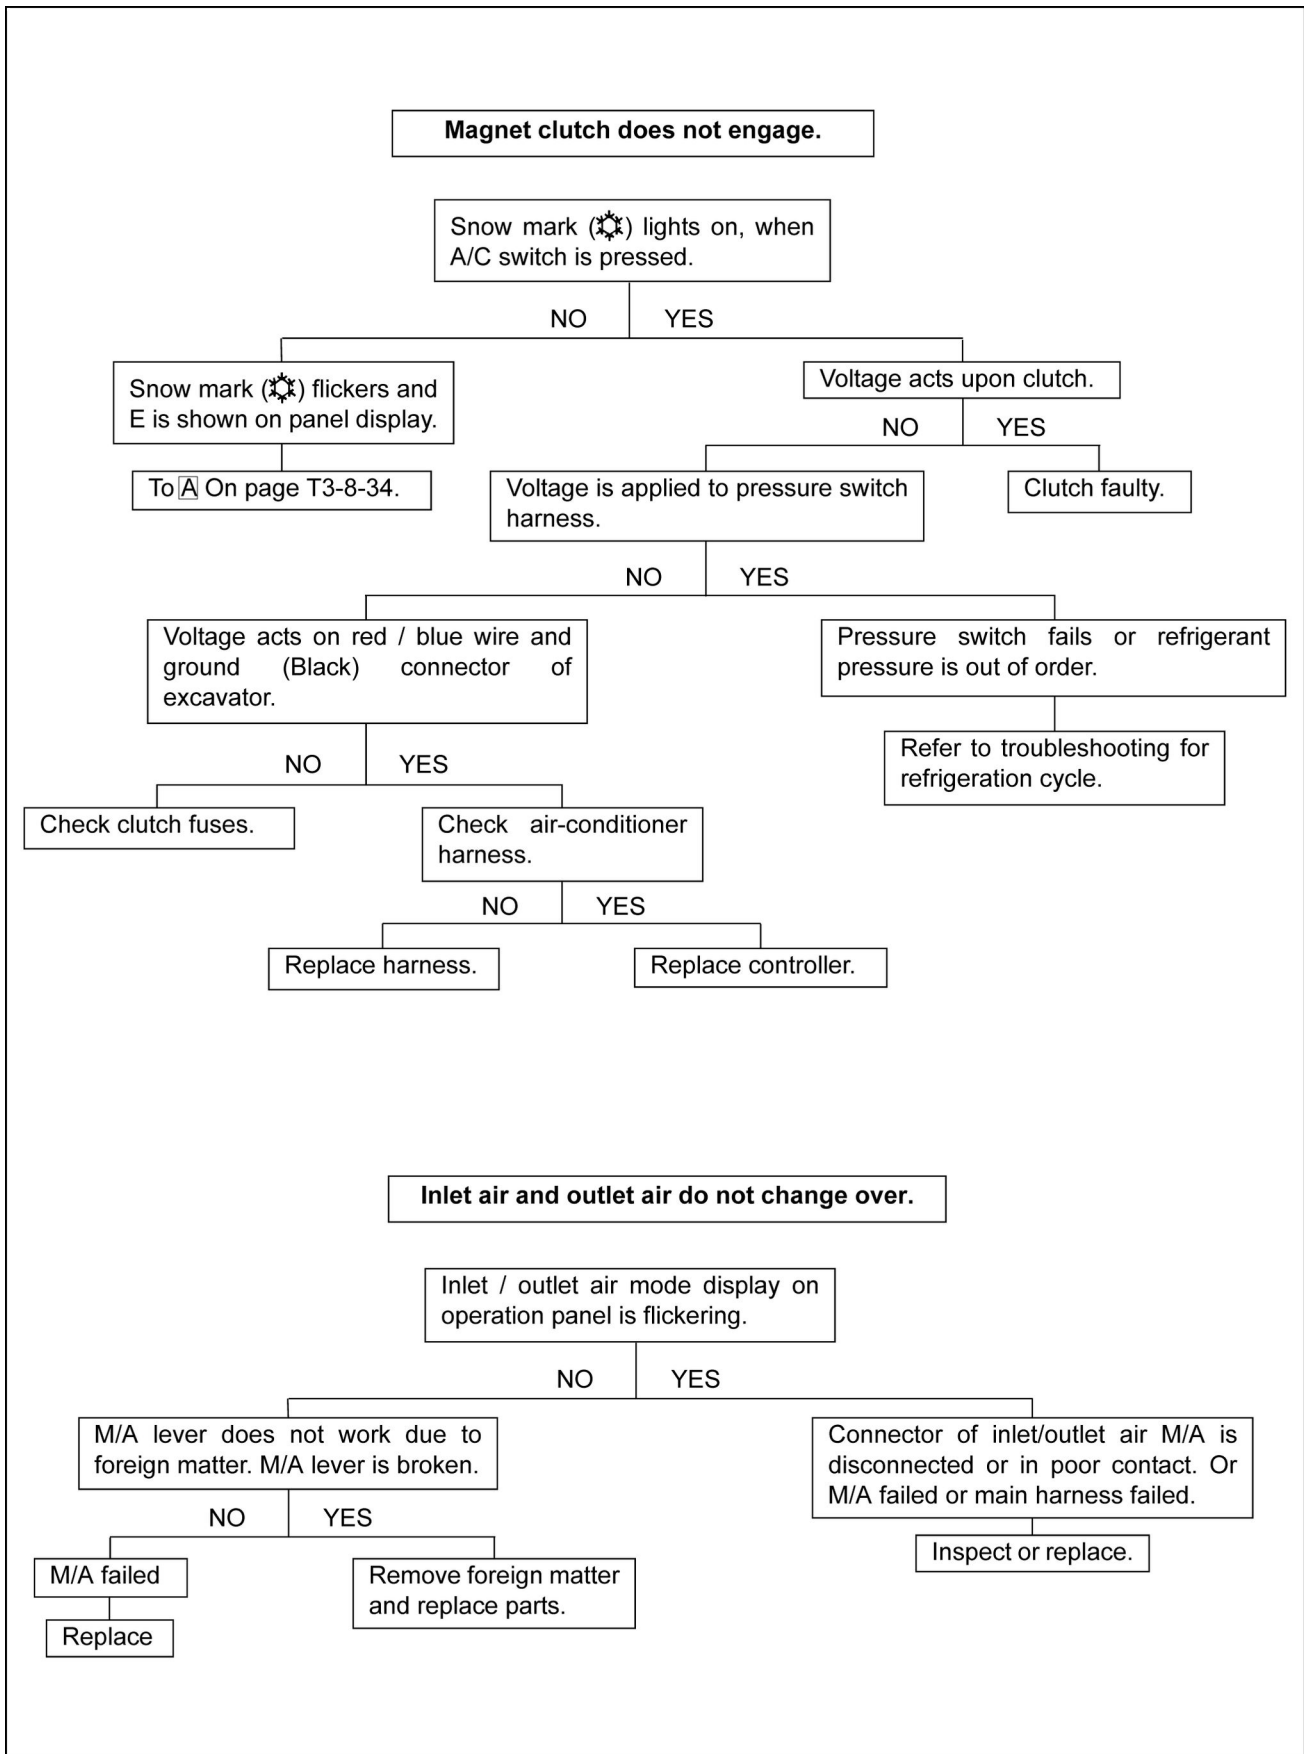 Magnet clutch does not engage.
Snow mark () lights on, when
A/C switch is pressed.
NO YES
Snow mark () flickers and
E is shown on panel display.
Voltage acts upon clutch.
NO YES
To A On page T3-8-34.
Voltage is applied to pressure switch
harness.
Clutch faulty.
NO YES
Voltage acts on red / blue wire and
ground (Black) connector of
excavator.
Pressure switch fails or refrigerant
pressure is out of order.
Refer to troubleshooting for
refrigeration cycle.
NO YES
Check clutch fuses.
Check air-conditioner
harness.
NO YES
Replace harness.
Replace controller.
Inlet air and outlet air do not change over.
Inlet / outlet air mode display on
operation panel is flickering.
NO YES
M/A lever does not work due to
foreign matter. M/A lever is broken.
Connector of inlet/outlet air M/A is
disconnected or in poor contact. Or
M/A failed or main harness failed.
NO YES
Inspect or replace.
M/A failed
Remove foreign matter
and replace parts.
Replace